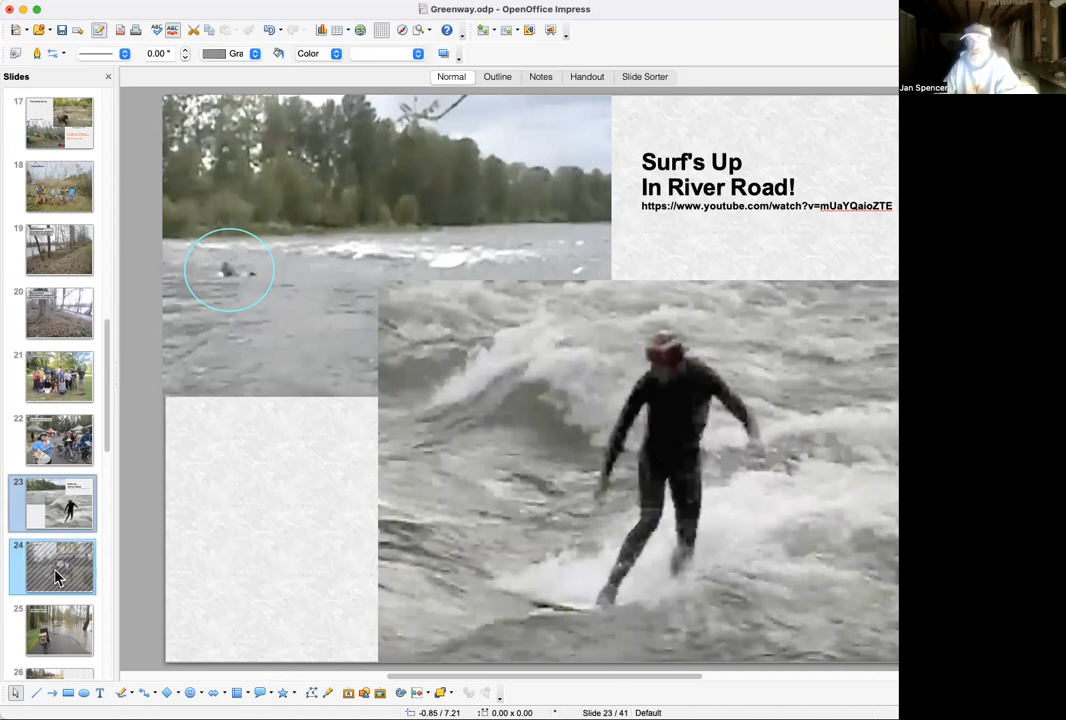 Greenway.odp - OpenOffice Impress
0.00 "
Gra
Color
Slides
Normal
Outline
Notes
Handout
Slide Sorter
17
18
19
20
21
22
23
24
25
26
Surf's Up
In River Road!
https://www.youtube.com/watch?v=mUaYQaioZTE
Jan Spencer
-0.85 / 7.21
0.00 x 0.00
*
Slide 23 / 41
Default